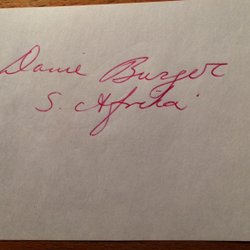 Danie Burger
S. Afrika